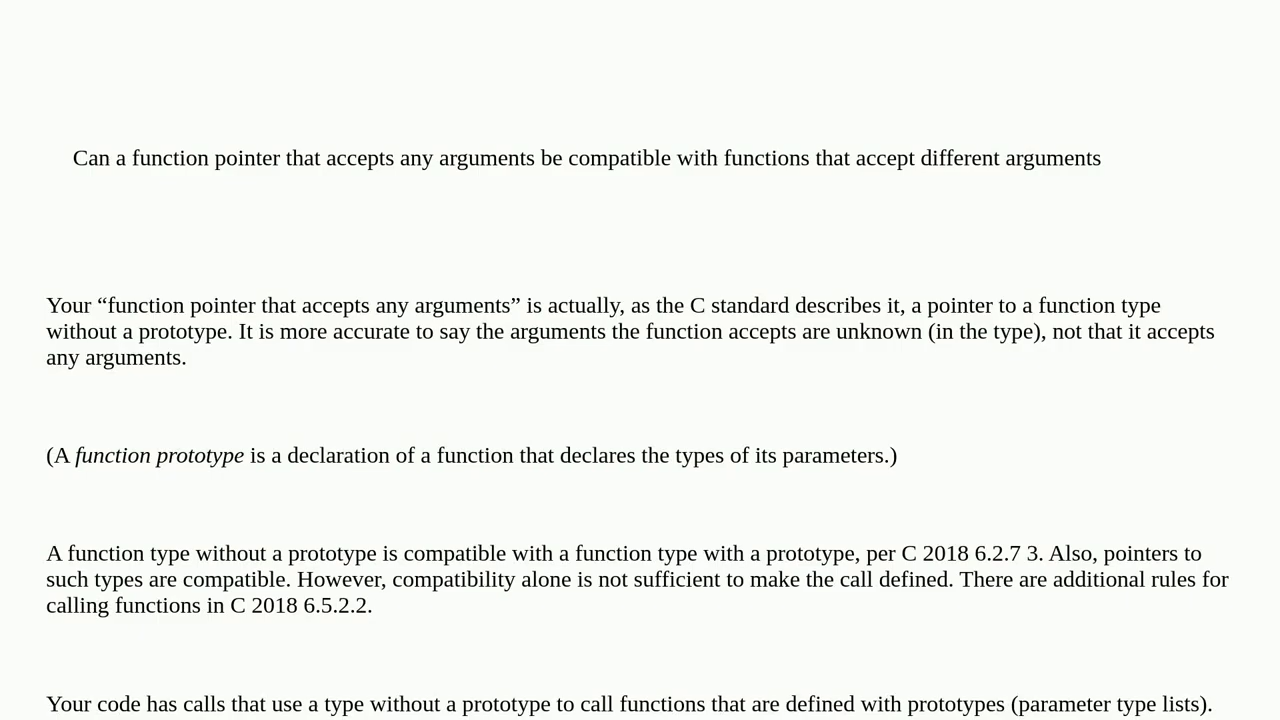 Can a function pointer that accepts any arguments be compatible with functions that accept different arguments
Your “function pointer that accepts any arguments” is actually, as the C standard describes it, a pointer to a function type
without a prototype. It is more accurate to say the arguments the function accepts are unknown (in the type), not that it accepts
any arguments.
(A function prototype is a declaration of a function that declares the types of its parameters.)
A function type without a prototype is compatible with a function type with a prototype, per C 2018 6.2.7 3. Also, pointers to
such types are compatible. However, compatibility alone is not sufficient to make the call defined. There are additional rules for
calling functions in C 2018 6.5.2.2.
Your code has calls that use a type without a prototype to call functions that are defined with prototypes (parameter type lists).